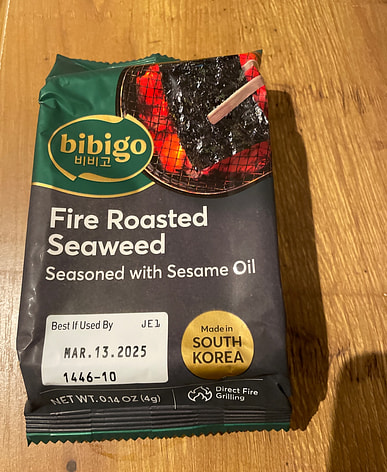 bibigo
비비고
Fire Roasted
Seaweed
Seasoned with Sesame Oil
Best If Used By JE1
MAR.13.2025
1446-10
Made in
SOUTH
KOREA
NET WT. 0.14 OZ (4g)
Direct Fire
Grilling